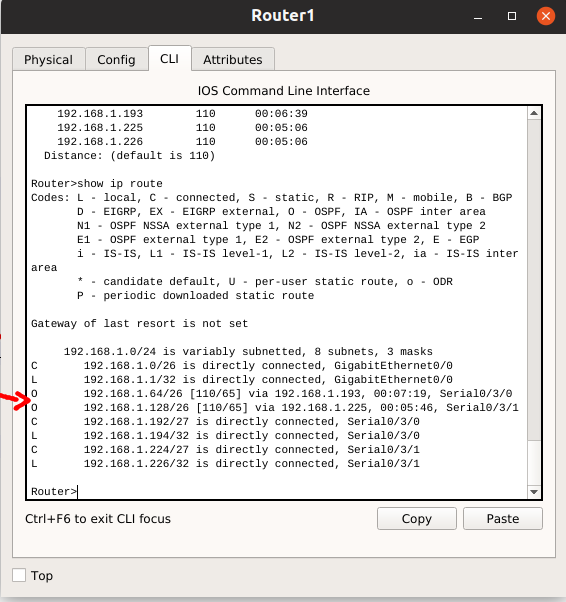 Router1
Physical Config CLI Attributes
IOS Command Line Interface
192.168.1.193 110 00:06:39
192.168.1.225 110 00:05:06
192.168.1.226 110 00:05:06
Distance: (default is 110)
Router>show ip route
Codes: L - local, C - connected, S - static, R - RIP, M - mobile, B - BGP
D - EIGRP, EX - EIGRP external, O - OSPF, IA - OSPF inter area
N1 - OSPF NSSA external type 1, N2 - OSPF NSSA external type 2
E1 - OSPF external type 1, E2 - OSPF external type 2, E - EGP
i - IS-IS, L1 - IS-IS level-1, L2 - IS-IS level-2, ia - IS-IS inter
area
* - candidate default, U - per-user static route, o - ODR
P - periodic downloaded static route
Gateway of last resort is not set
192.168.1.0/24 is variably subnetted, 8 subnets, 3 masks
C 192.168.1.0/26 is directly connected, GigabitEthernet0/0
L 192.168.1.1/32 is directly connected, GigabitEthernet0/0
O 192.168.1.64/26 [110/65] via 192.168.1.193, 00:07:19, Serial0/3/0
O 192.168.1.128/26 [110/65] via 192.168.1.225, 00:05:46, Serial0/3/1
C 192.168.1.192/27 is directly connected, Serial0/3/0
L 192.168.1.194/32 is directly connected, Serial0/3/0
C 192.168.1.224/27 is directly connected, Serial0/3/1
L 192.168.1.226/32 is directly connected, Serial0/3/1
Router>
Ctrl+F6 to exit CLI focus Copy Paste
Top